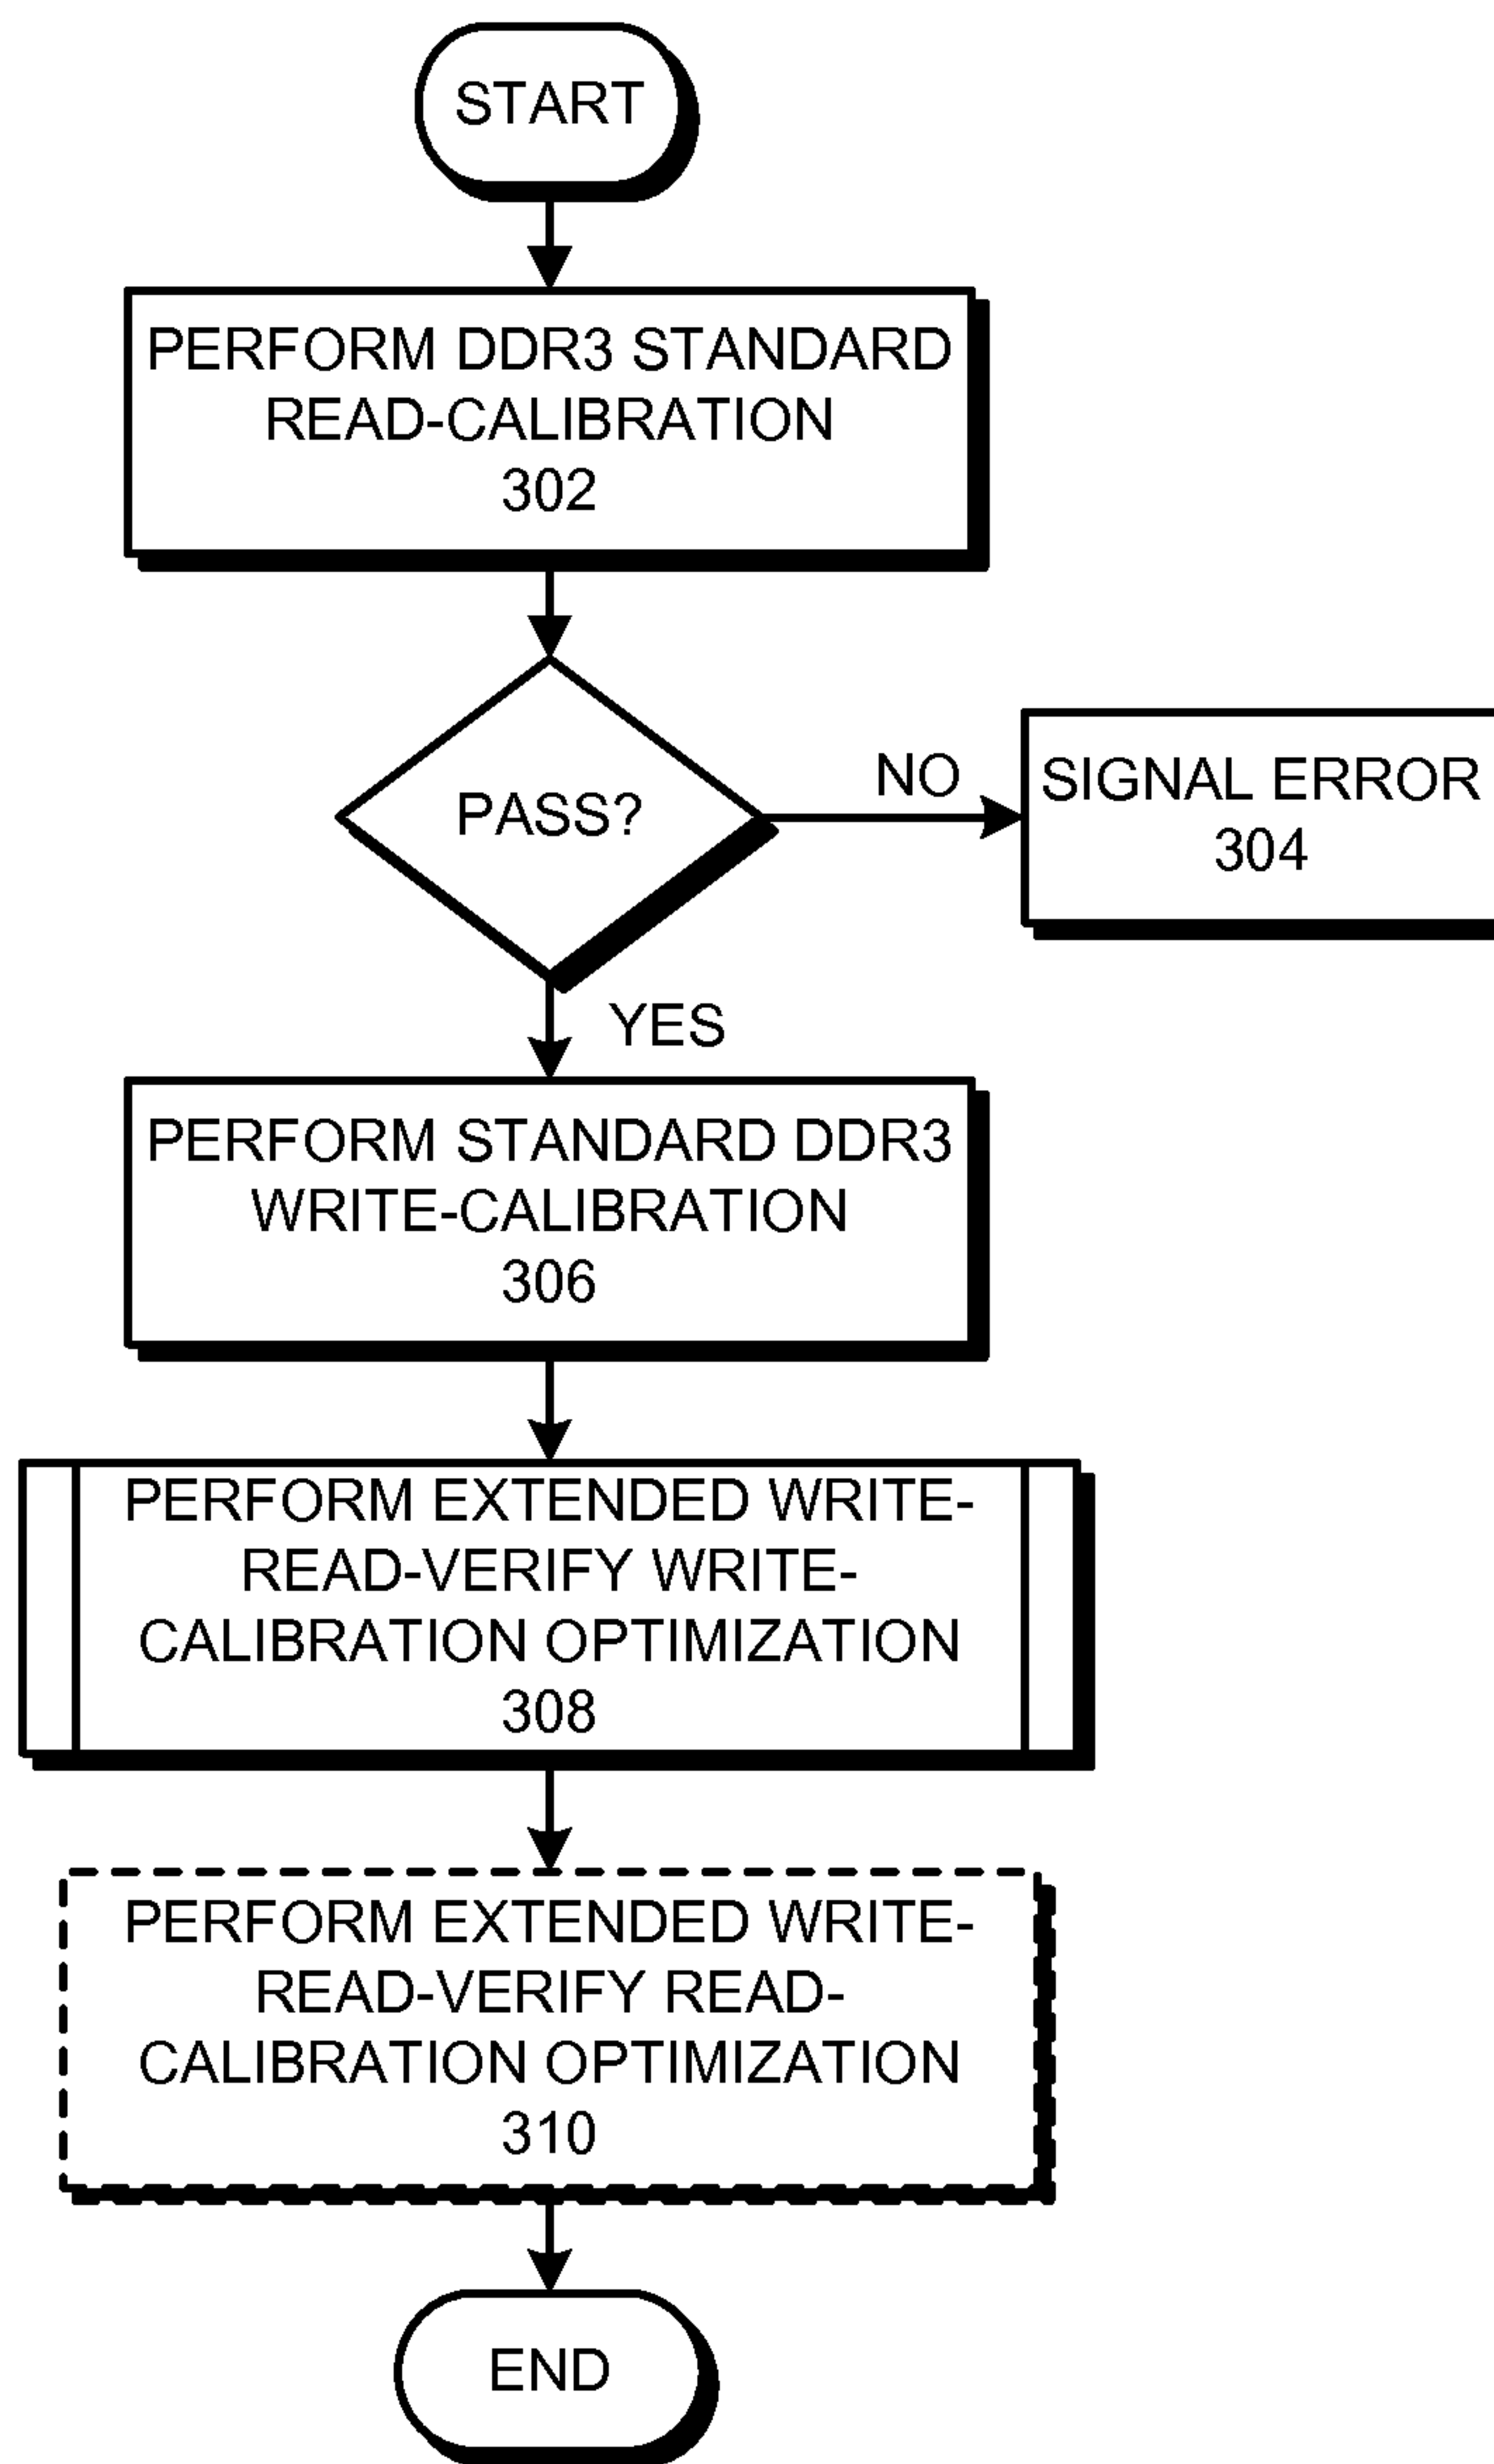 START
PERFORM DDR3 STANDARD
READ-CALIBRATION
302
PASS?
NO
SIGNAL ERROR
304
YES
PERFORM STANDARD DDR3
WRITE-CALIBRATION
306
PERFORM EXTENDED WRITE-
READ-VERIFY WRITE-
CALIBRATION OPTIMIZATION
308
PERFORM EXTENDED WRITE-
READ-VERIFY READ-
CALIBRATION OPTIMIZATION
310
END